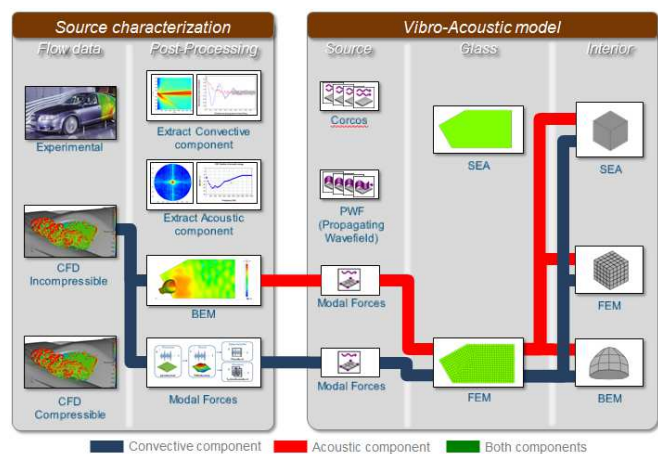 Source characterization
Vibro-Acoustic model
Flow data
Post-Processing
Source
Glass
Interior
Experimental
Extract Convective
component
Corcos
SEA
SEA
Extract Acoustic
component
PWF
(Propagating
Wavefield)
CFD
Incompressible
BEM
Modal Forces
FEM
CFD
Compressible
Modal Forces
Modal Forces
FEM
BEM
Convective component
Acoustic component
Both components